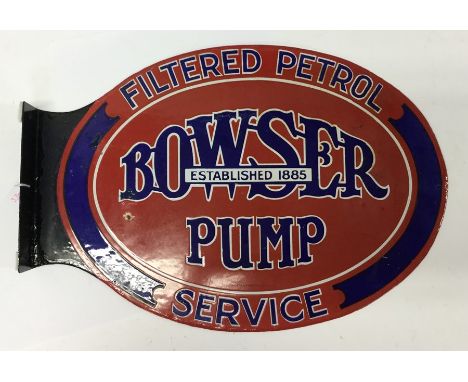 FILTERED PETROL
BOWSER
ESTABLISHED 1885
PUMP
SERVICE